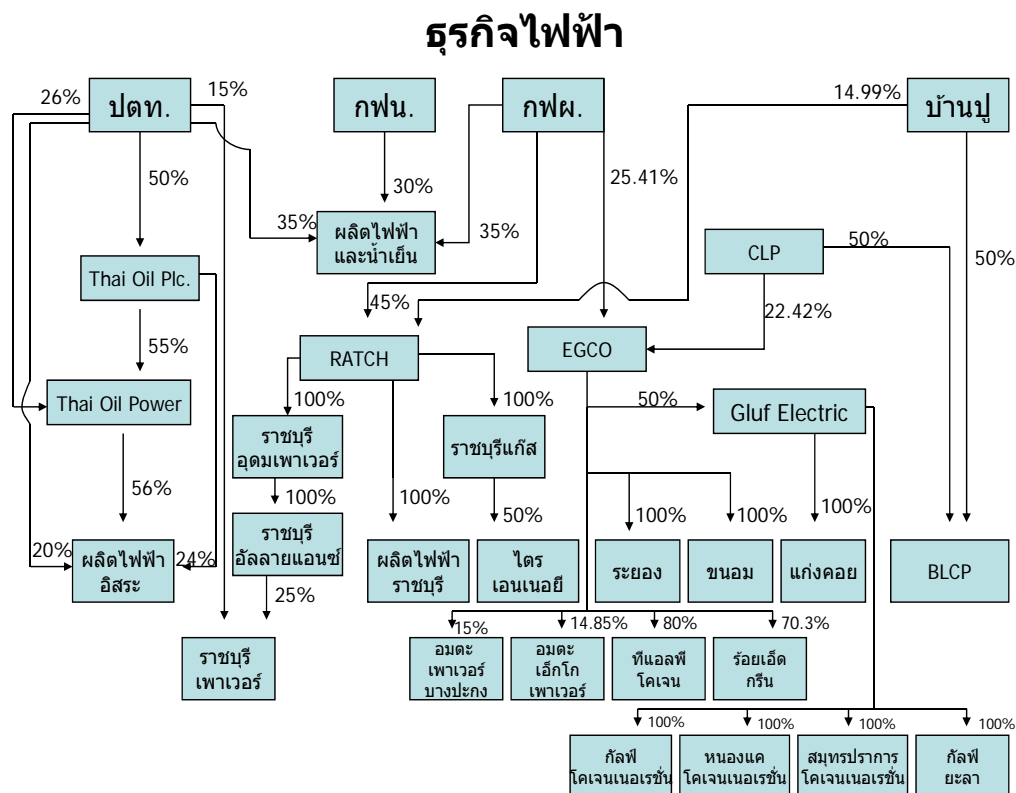 ธุรกิจไฟฟ้า
26%
ปตท.
15%
กฟน.
กฟผ.
14.99%
บ้านปู
50%
30%
25.41%
35%
ผลิตไฟฟ้า
และน้ำเย็น
35%
CLP
50%
50%
Thai Oil Plc.
45%
22.42%
55%
RATCH
EGCO
Thai Oil Power
100%
100%
50%
Gluf Electric
ราชบุรี
อุดมเพาเวอร์
ราชบุรีแก๊ส
56%
100%
100%
50%
100%
100%
100%
20%
ผลิตไฟฟ้า
อิสระ
24%
ราชบุรี
อัลลายแอนซ์
ผลิตไฟฟ้า
ราชบุรี
ไตร
เอนเนอยี
ระยอง
ขนอม
แก่งคอย
BLCP
25%
15%
14.85%
80%
70.3%
ราชบุรี
เพาเวอร์
อมตะ
เพาเวอร์
บางปะกง
อมตะ
เอ็กโก
เพาเวอร์
ทีแอลพี
โคเจน
ร้อยเอ็ด
กรีน
100%
100%
100%
100%
กัลฟ์
โคเจนเนอเรชั่น
หนองแค
โคเจนเนอเรชั่น
สมุทรปราการ
โคเจนเนอเรชั่น
กัลฟ์
ยะลา